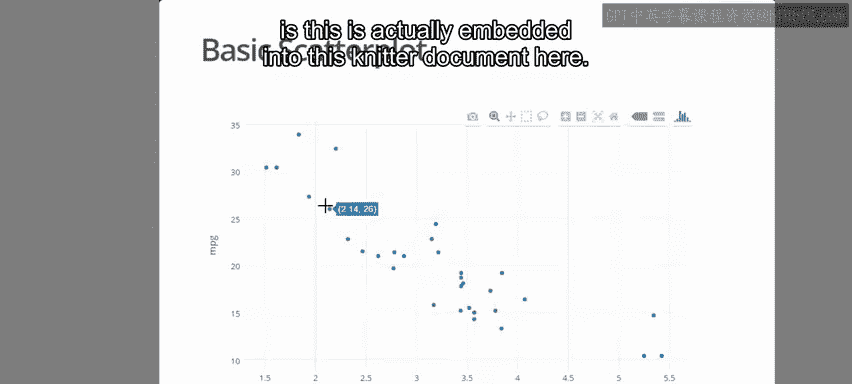 is this is actually embedded
into this knitter document here.
Basic Scatterplot
35
30
25
20
15
10
mpg
(2.14, 26)
1.5 2 2.5 3 3.5 4 4.5 5 5.5